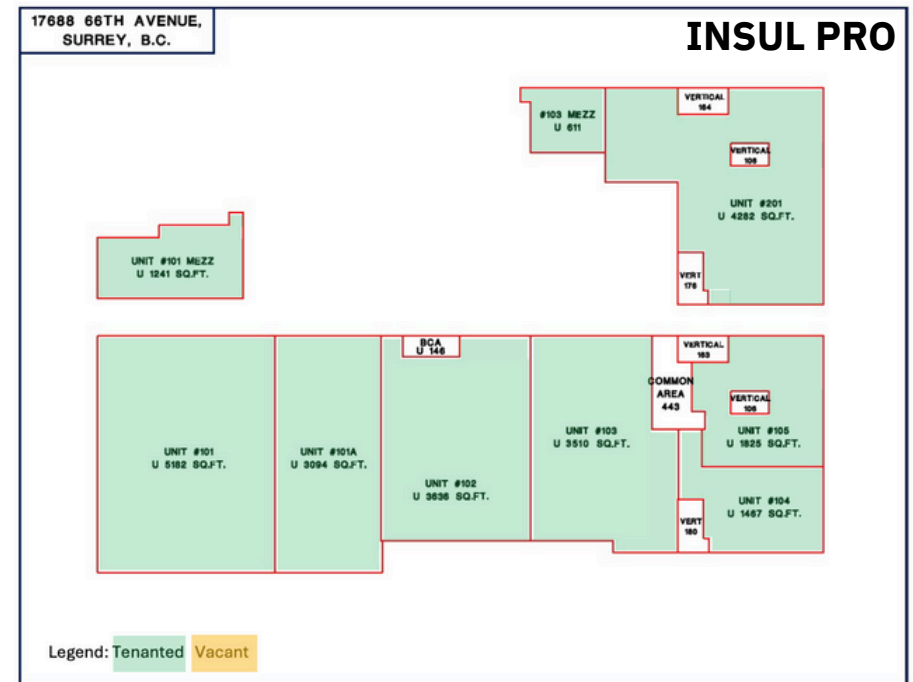 17688 66TH AVENUE,
SURREY, B.C.
INSUL PRO
#103 MEZZ
U 611
VERTICAL
164
VERTICAL
106
UNIT #201
U 4282 SQ.FT.
VERT
176
UNIT #101 MEZZ
U 1241 SQ.FT.
BCA
U 146
VERTICAL
163
COMMON
AREA
443
VERTICAL
106
UNIT #101
U 5182 SQ.FT.
UNIT #101A
U 3094 SQ.FT.
UNIT #102
U 3636 SQ.FT.
UNIT #103
U 3510 SQ.FT.
UNIT #105
U 1825 SQ.FT.
UNIT #104
U 1467 SQ.FT.
VERT
160
Legend: Tenanted Vacant